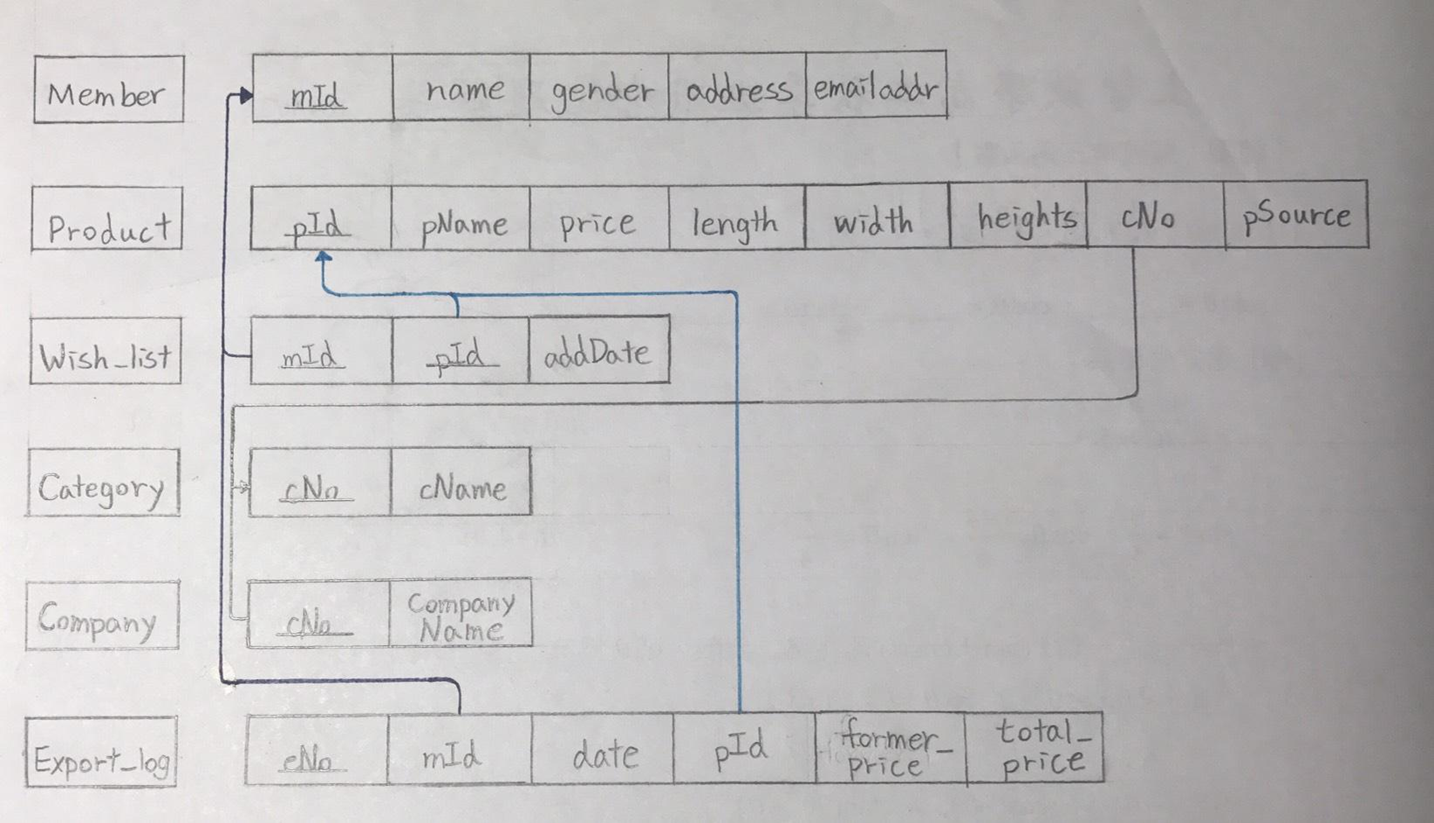 Member mId name gender address emailaddr
Product pId pName price length width heights cNo pSource
Wish_list mId pId addDate
Category cNo cName
Company cNo Company
Name
Export_log eNo mId date pId former_ total_
price price